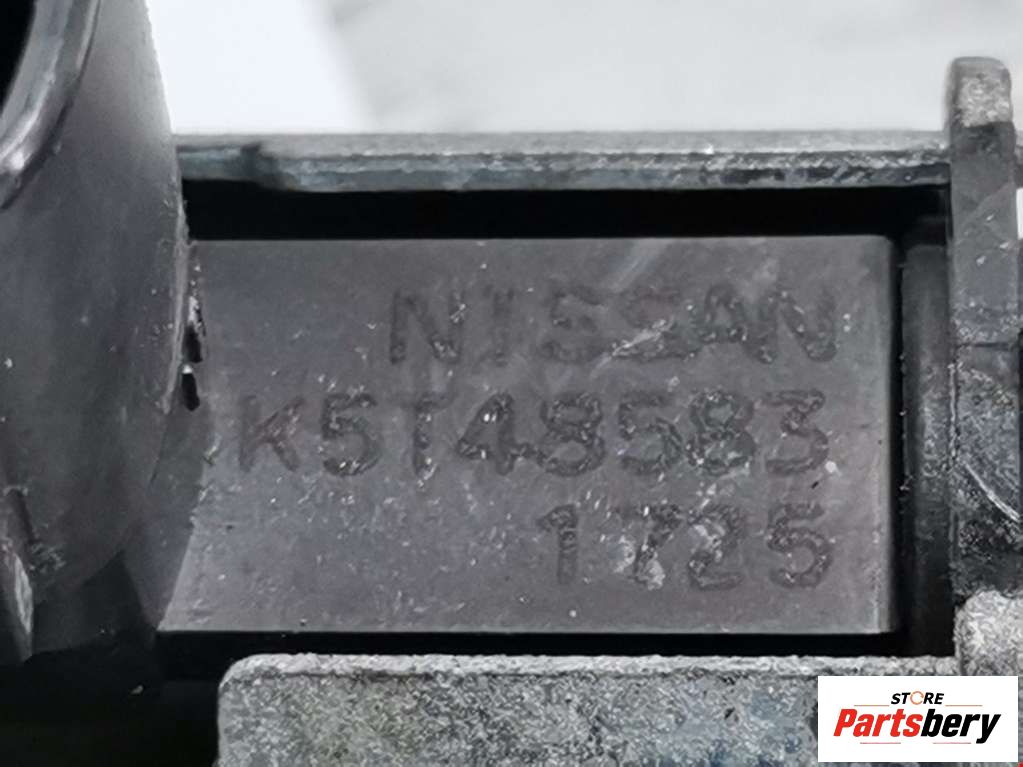 NISSAN
K5T48583
1725
STORE
Partsbery